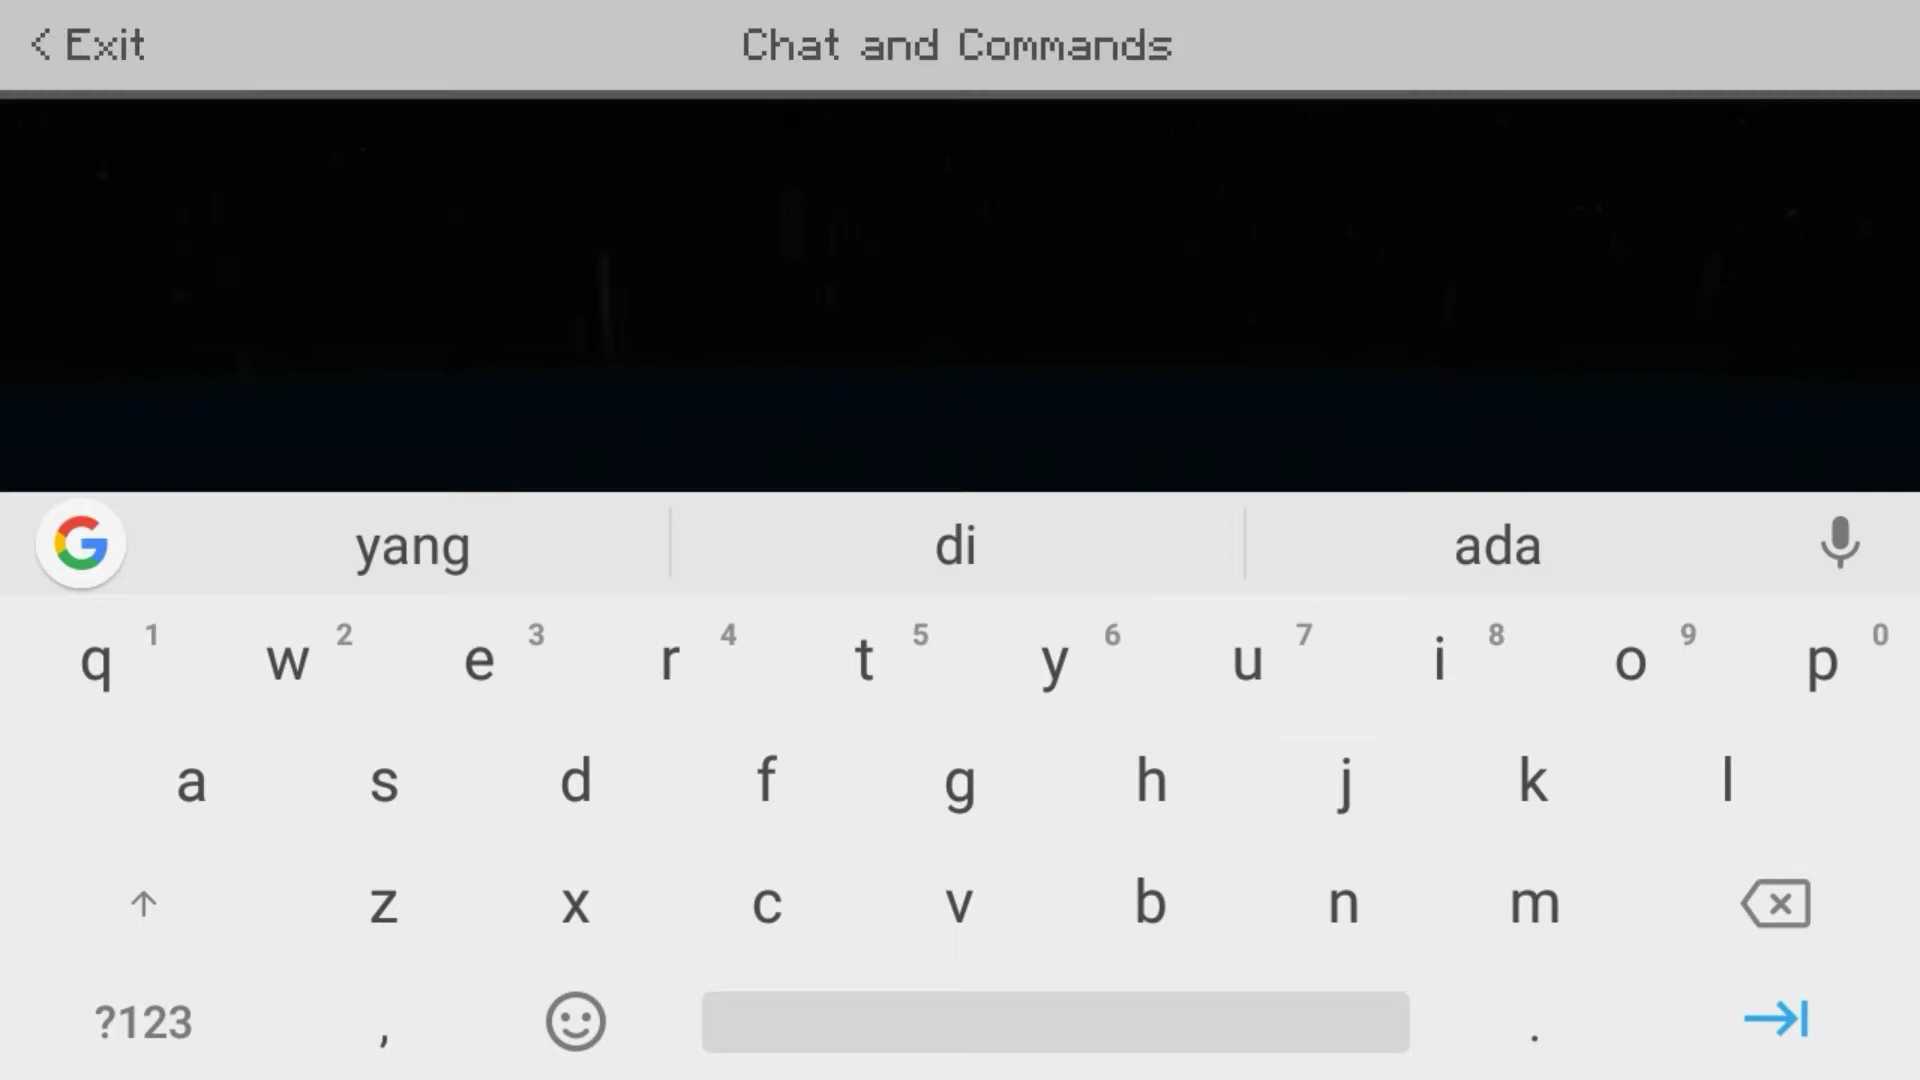 < Exit Chat and Commands
yang di ada
q 1 w 2 e 3 r 4 t 5 y 6 u 7 i 8 o 9 p 0
a s d f g h j k l
z x c v b n m
?123 , .